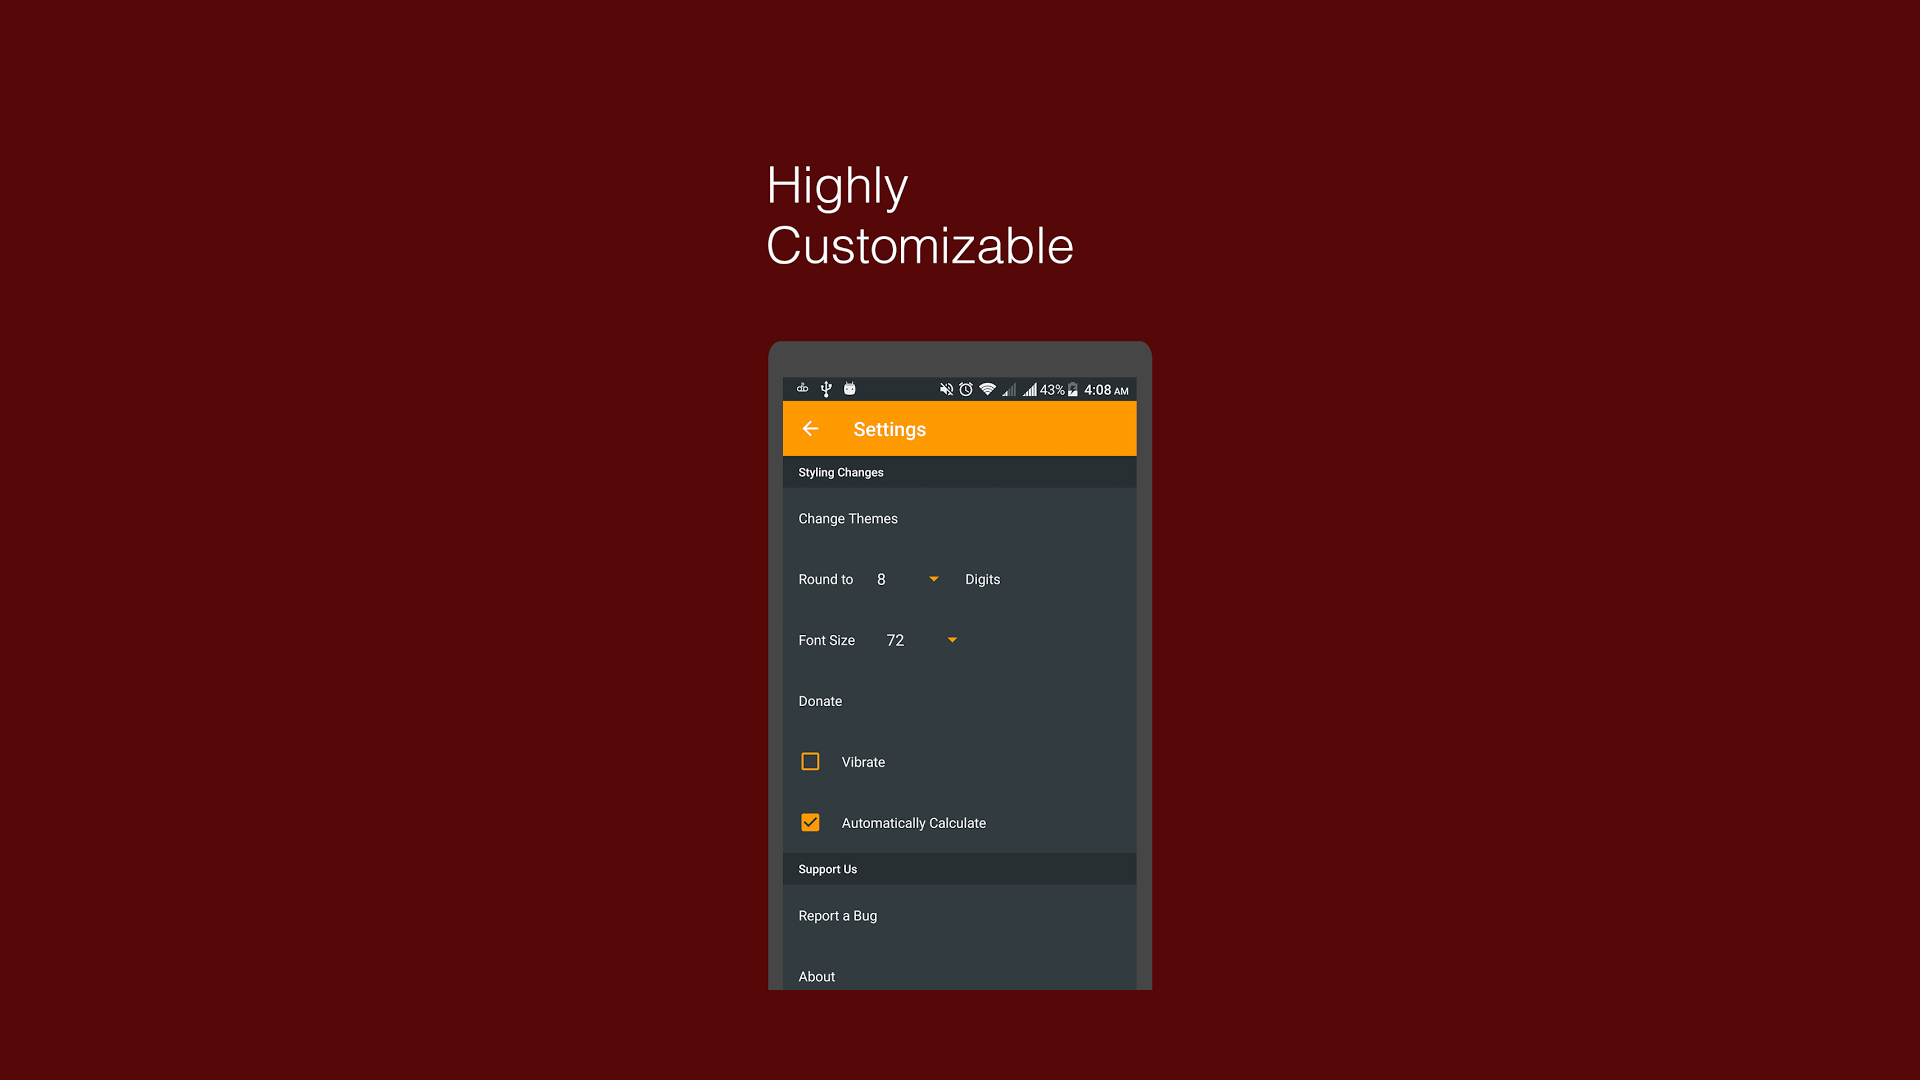 Highly
Customizable
43% 4:08 AM
Settings
Styling Changes
Change Themes
Round to 8 Digits
Font Size 72
Donate
Vibrate
Automatically Calculate
Support Us
Report a Bug
About